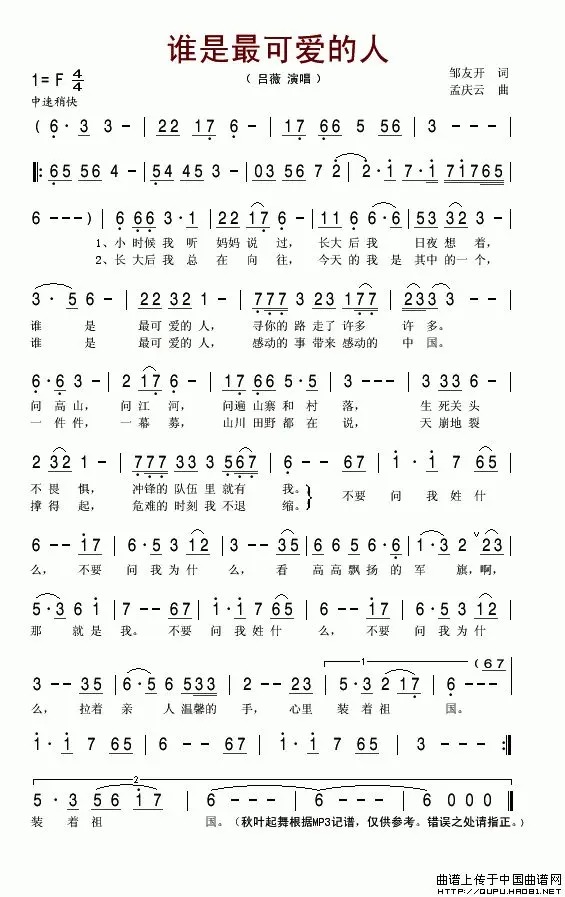 谁是最可爱的人
1=F 4/4
(吕薇 演唱)
邹友开 词
中速稍快
孟庆云 曲
( 6· 3 3 - | 22 17 6 - | 17 66 5 56 | 3 - - - |
65 56 4 - | 54 45 3 - | 03 56 7 2 | 2·1 7·1 71765 |
6 - - - ) | 6 66 3·1 | 22 17 6 - | 11 6 6·6 | 53 32 3 - |
1、小 时候 我 听 妈妈 说 过, 长大 后 我 日夜 想 着,
2、长 大后 我 总 在 向 往, 今天 的 我 是 其中 的一 个,
3·5 6 - | 22 32 1 - | 777 3 23 177 | 2333 - - |
谁 是 最可 爱的 人, 寻你的 路 走了 许多 许 多。
谁 是 最可 爱的 人, 感动的 事 带来 感动的 中 国。
6·6 3 - | 2 17 6 - | 17 66 5·5 | 3 - - - | 3 33 6 - |
问 高 山, 问 江 河, 问遍 山寨 和 村 落, 生 死关 头
一 件 件, 一 幕 募, 山川 田野 都 在 说, 天 崩地 裂
2 32 1 - | 777 33 3 567 | 6 - - 67 | 1·1 7 65 |
不 畏 惧, 冲锋的 队伍 里 就有 我。 不要 问 我 姓 什
撑 得 起, 危难的 时刻 我 不退 缩。
6 - - 17 | 6·5 3 12 | 3 - - 35 | 6 6 5 6·6 | 1·3 2 23 |
么, 不要 问 我 为 什 么, 看 高 高 飘 扬 的 军 旗,啊,
5·3 6 1 | 7 - - 67 | 1·1 7 65 | 6 - - 17 | 6·5 3 12 |
那 就 是 我。 不要 问 我 姓 什 么, 不要 问 我 为 什
1 (67
3 - - 35 | 6·5 6 533 | 2 - - 23 | 5·3 2 17 | 6 - - - |
么, 拉着 亲 人 温馨的 手, 心里 装 着 祖 国。
1·1 7 65 | 6 - - 67 | 6·5 6 12 | 3 - - - :|
2
5·3 56 17 | 6 - - - | 6 - - - | 6 0 0 0 |
装 着 祖 国。(秋叶起舞根据MP3记谱,仅供参考。错误之处请指正。)
曲谱上传于中国曲谱网
http://QUPU.HAO81.NET